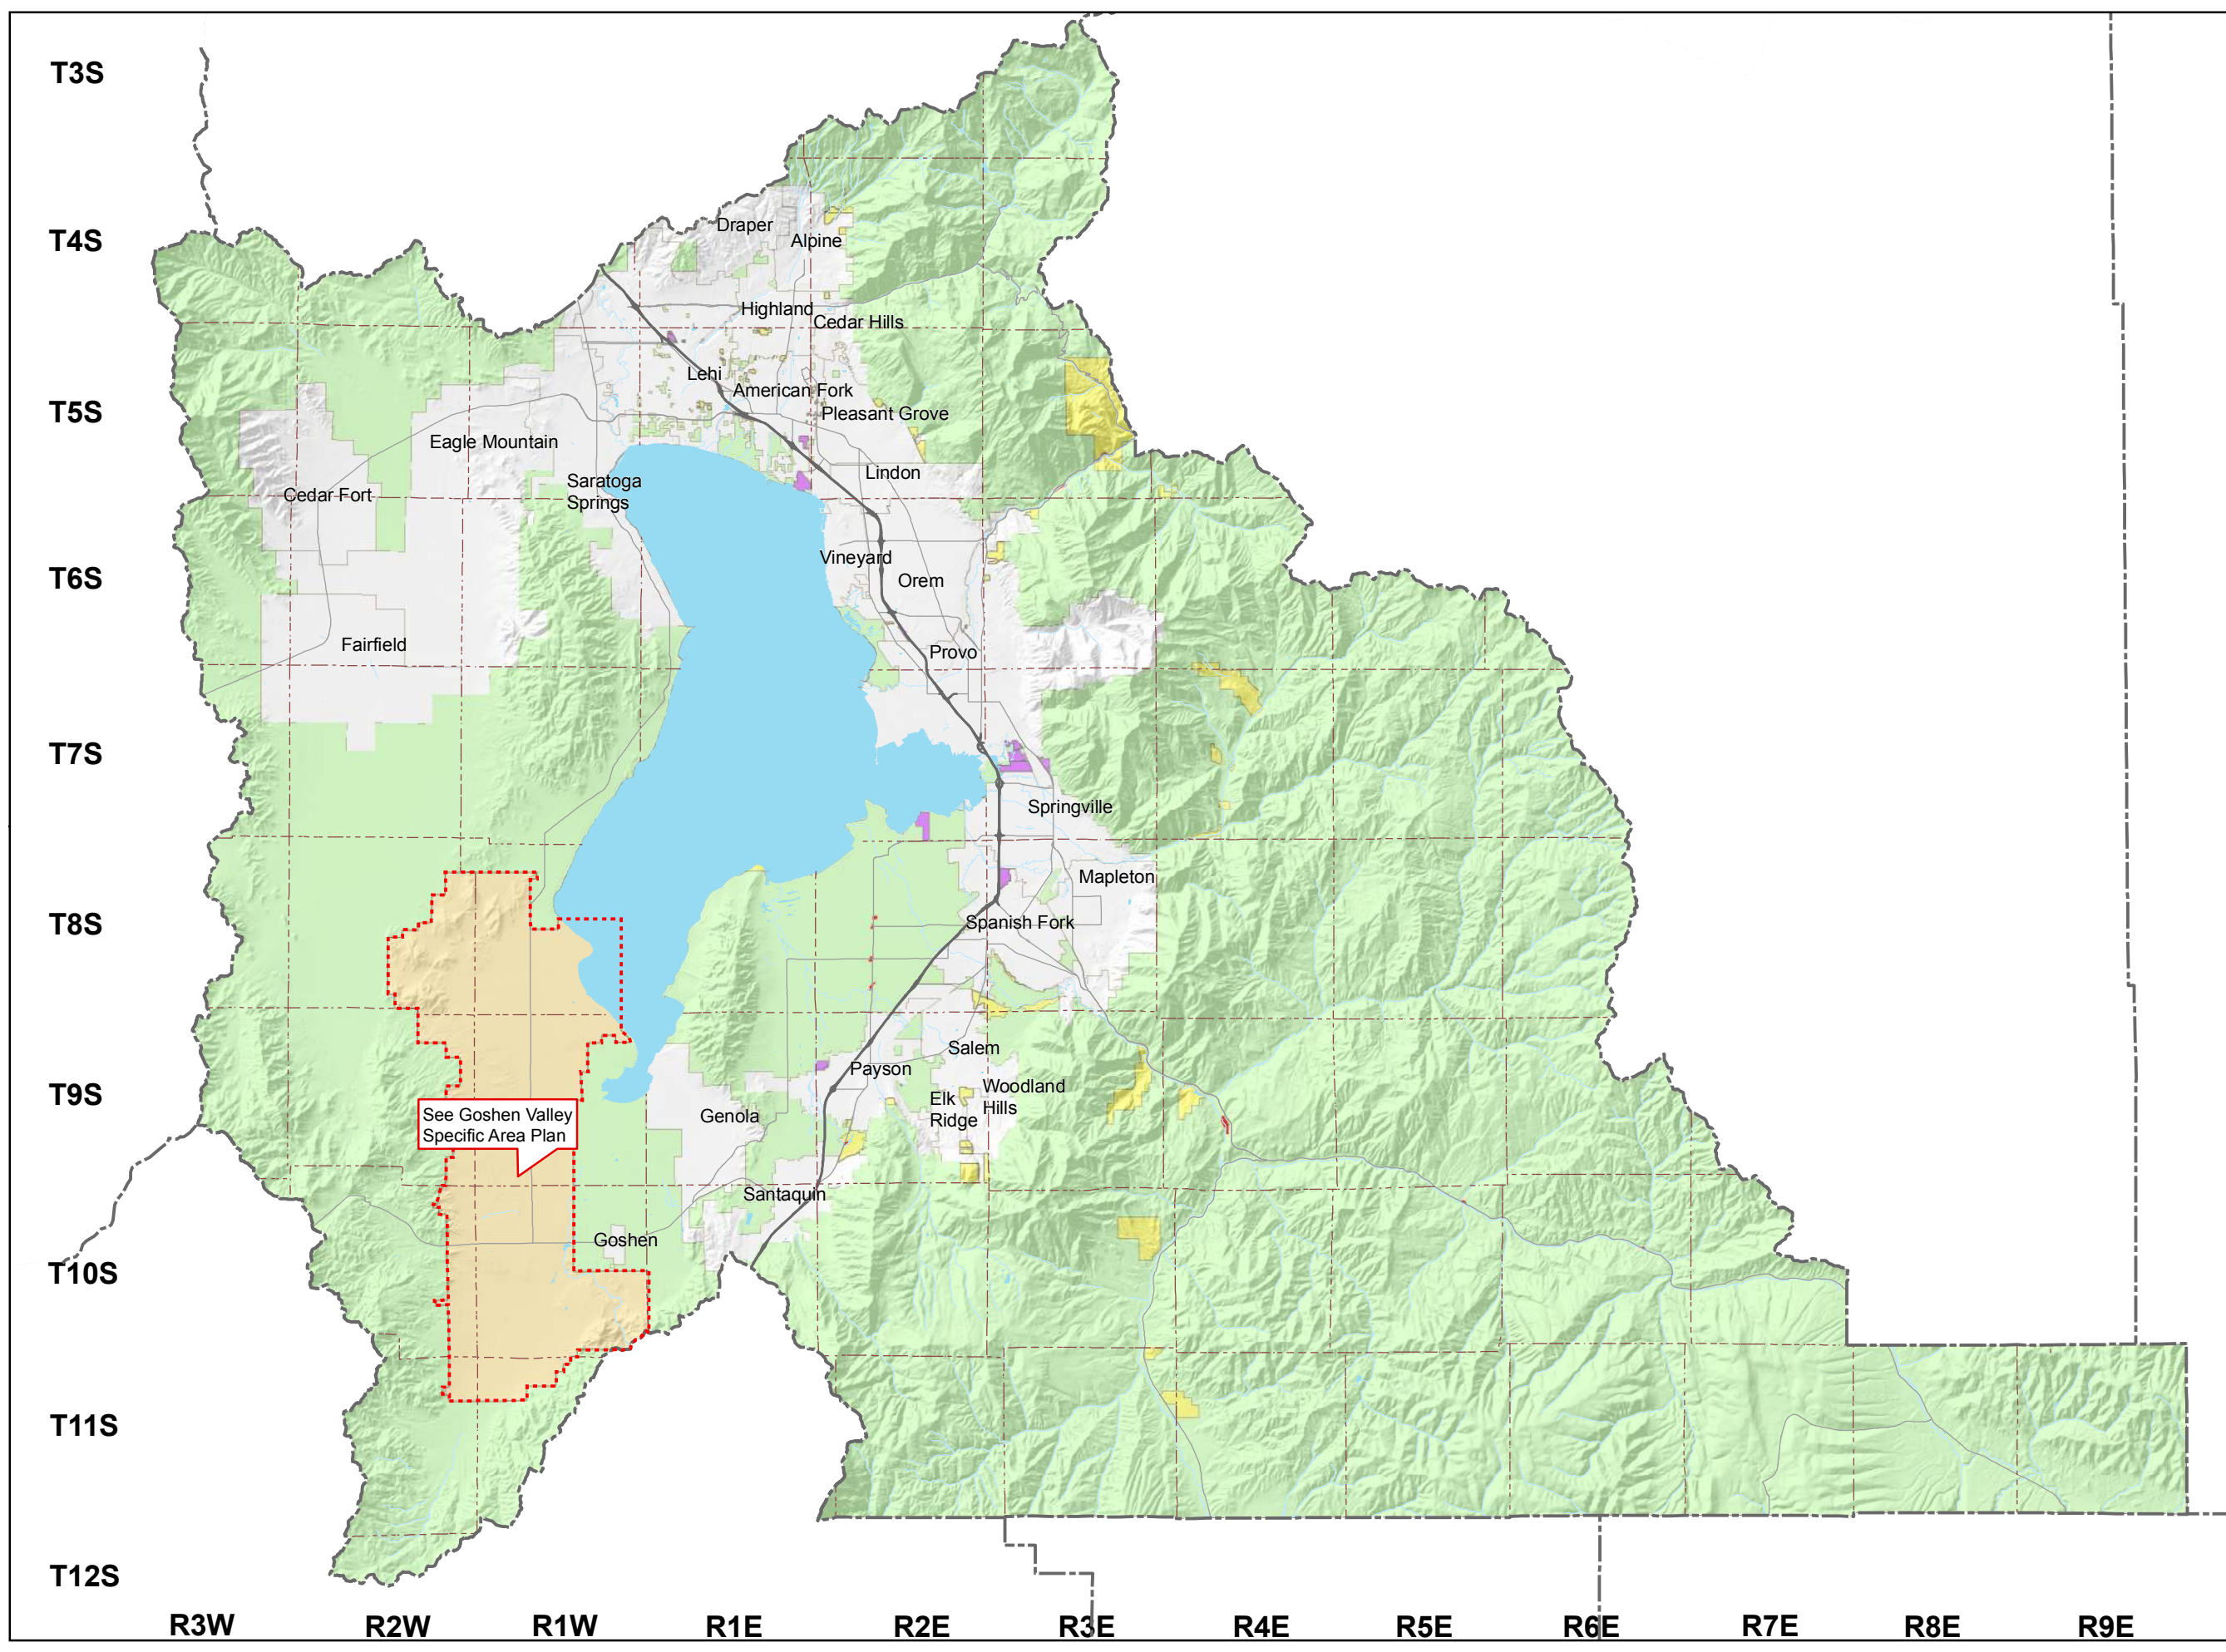 T3S
Draper
T4S
Alpine
Highland
Cedar Hills
Lehi
American Fork
T5S
Pleasant Grove
Eagle Mountain
Lindon
Saratoga
Springs
Cedar Fort
Vineyard
T6S
Orem
Fairfield
Provo
T7S
Springville
Mapleton
T8S
Spanish Fork
Salem
Payson
Woodland
Hills
T9S
Elk
Ridge
Genola
See Goshen Valley
Specific Area Plan
Santaquin
Goshen
T10S
T11S
T12S
R3W
R2W
R1W
R1E
R2E
R3E
R4E
R5E
R6E
R7E
R8E
R9E